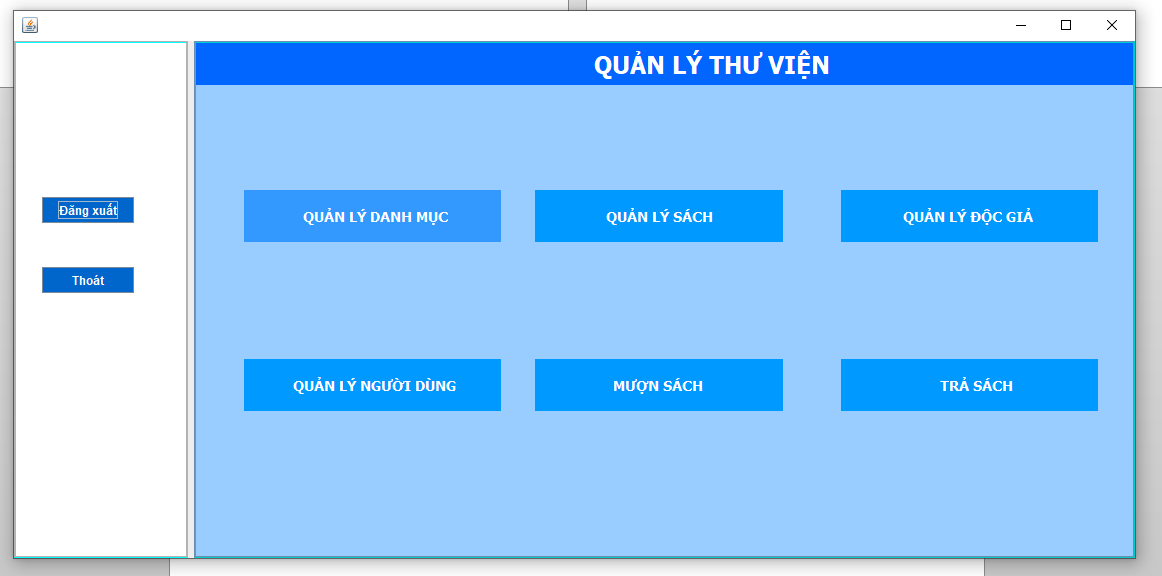 QUẢN LÝ THƯ VIỆN
Đăng xuất
Thoát
QUẢN LÝ DANH MỤC
QUẢN LÝ SÁCH
QUẢN LÝ ĐỘC GIẢ
QUẢN LÝ NGƯỜI DÙNG
MƯỢN SÁCH
TRẢ SÁCH